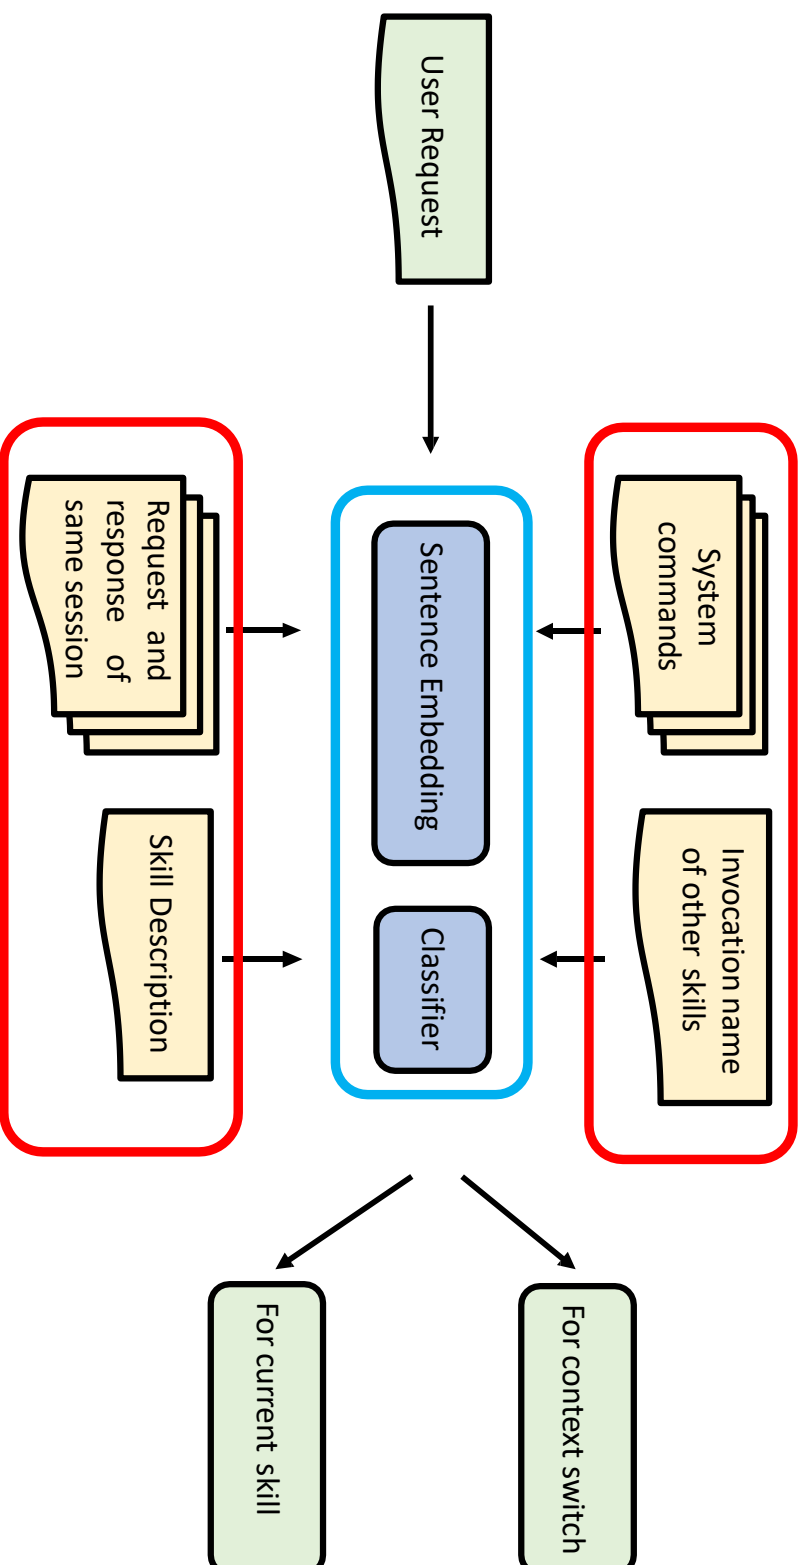 User Request
System
commands
Invocation name
of other skills
Sentence Embedding
Classifier
Request and
response of
same session
Skill Description
For context switch
For current skill